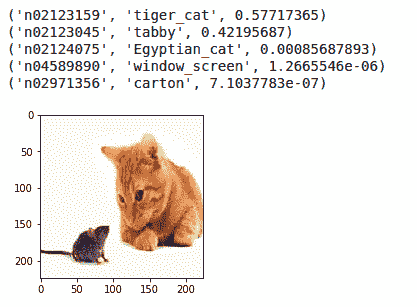 ('n02123159', 'tiger_cat', 0.57717365)
('n02123045', 'tabby', 0.42195687)
('n02124075', 'Egyptian_cat', 0.00085687893)
('n04589890', 'window_screen', 1.2665546e-06)
('n02971356', 'carton', 7.1037783e-07)
0
50
100
150
200
0 50 100 150 200